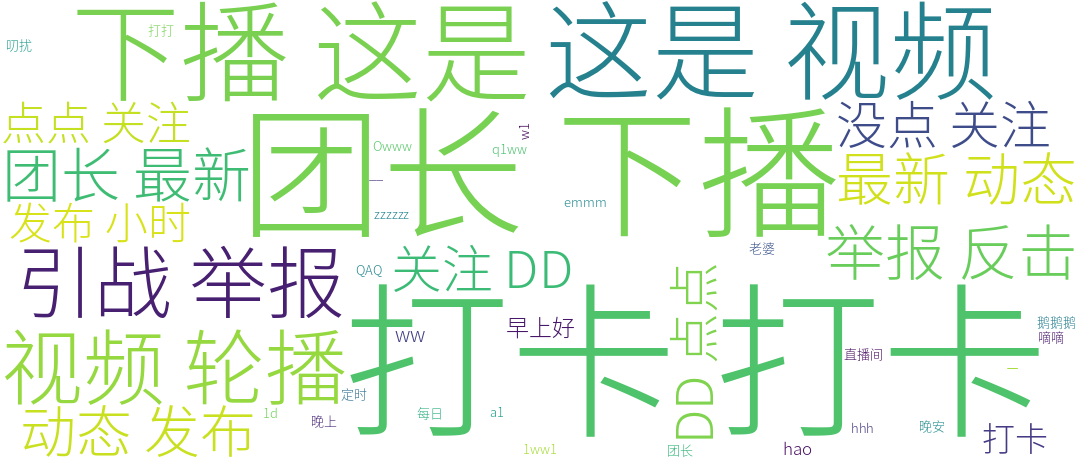 下播 这是
打打
叨扰
这是 视频
点点 关注
团长 下播
Owww
w1
q1ww
没点 关注
团长 最新
一
zzzzzz
emmm
最新 动态
发布 小时
老婆
举报 反击
引战 举报
QAQ
关注 DD
DD 点点
打卡 打卡
早上好
WW
鹅鹅鹅
嘀嘀
直播间
视频 轮播
一
定时
动态 发布
1d
晚上
每日
a1
hhh
晚安
打卡
1ww1
团长
hao